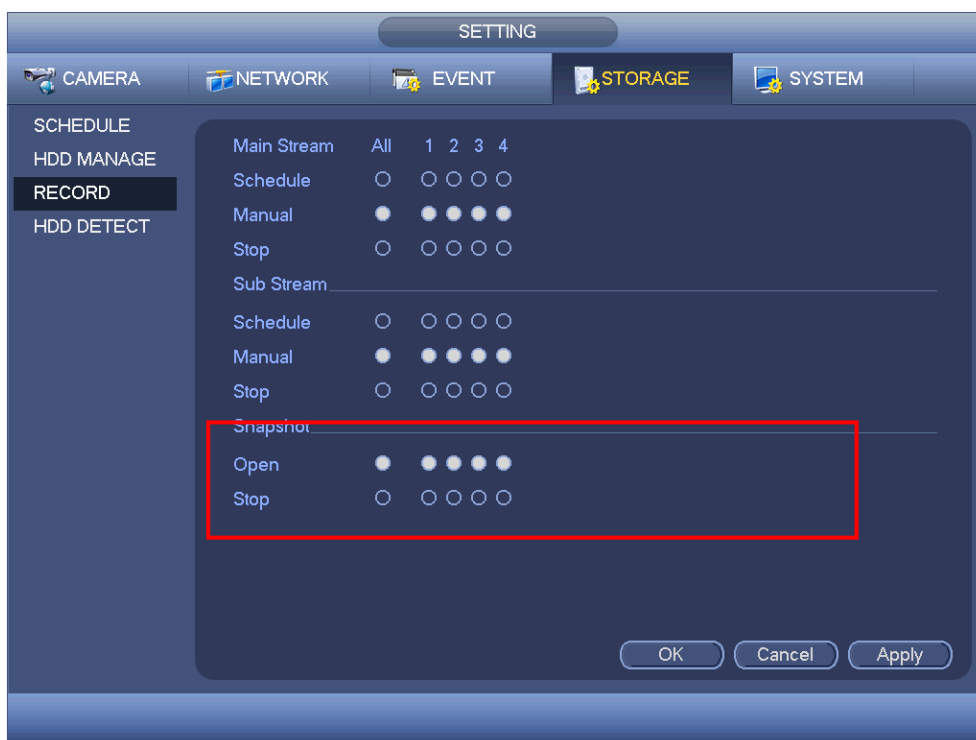 SETTING
CAMERA NETWORK EVENT STORAGE SYSTEM
SCHEDULE
HDD MANAGE
RECORD
HDD DETECT
Main Stream All 1 2 3 4
Schedule
Manual
Stop
Sub Stream
Schedule
Manual
Stop
Snapshot
Open
Stop
OK Cancel Apply